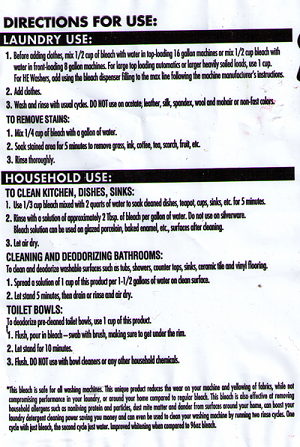 DIRECTIONS FOR USE:
LAUNDRY USE:
1. Before adding clothes, mix 1/2 cup of bleach with water in top-loading 16 gallon machines or mix 1/2 cup bleach with
water in front-loading 8 gallon machines. For large top loading automatics or larger heavily soiled loads, use 1 cup.
For HE Washers, add using the bleach dispenser filling to the max line following the machine manufacturer's instructions.
2. Add clothes.
3. Wash and rinse with usual cycles. DO NOT use on acetate, leather, silk, spandex, wool and mohair or non-fast colors.
TO REMOVE STAINS:
1. Mix 1/4 cup of bleach with a gallon of water.
2. Soak stained area for 5 minutes to remove grass, ink, coffee, tea, scorch, fruit, etc.
3. Rinse thoroughly.
HOUSEHOLD USE:
TO CLEAN KITCHEN, DISHES, SINKS:
1. Use 1/3 cup bleach mixed with 2 quarts of water to soak cleaned dishes, teapot, cups, sinks, etc. for 5 minutes.
2. Rinse with a solution of approximately 2 Tbsp. of bleach per gallon of water. Do not use on silverware.
Bleach solution can be used on glazed porcelain, baked enamel, etc., surfaces after cleaning.
3. Let air dry.
CLEANING AND DEODORIZING BATHROOMS:
To clean and deodorize washable surfaces such as tubs, showers, counter tops, sinks, ceramic tile and vinyl flooring.
1. Spread a solution of 1 cup of this product per 1-1/2 gallons of water on clean surface.
2. Let stand 5 minutes, then drain or rinse and air dry.
TOILET BOWLS:
To deodorize pre-cleaned toilet bowls, use 1 cup of this product.
1. Flush, pour in bleach – swab with brush, making sure to get under the rim.
2. Let stand for 10 minutes.
3. Flush. DO NOT use with bowl cleaners or any other household chemicals.
*This bleach is safe for all washing machines. This unique product reduces the wear on your machine and yellowing of fabrics, while not
compromising performance in your laundry, or around your home compared to regular bleach. This bleach is also effective at removing
household allergens such as nonliving protein and particles, dust mite matter and dander from surfaces around your home, can boost your
laundry detergent cleaning power saving you money and can even be used to clean your washing machine by running two rinse cycles. One
cycle with just bleach, the second cycle just water. Improved whitening when compared to 96oz bleach.